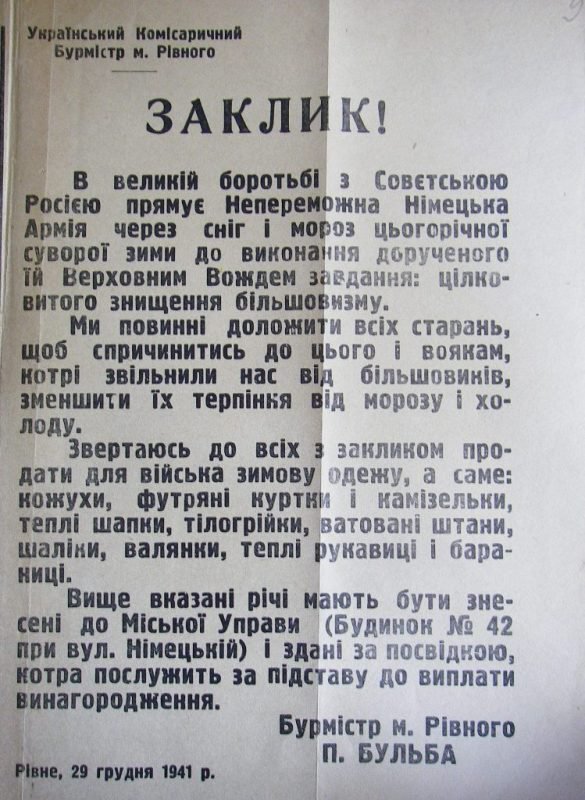 Український Комісаричний
Бурмістр м. Рівного
ЗАКЛИК!
В великій боротьбі з Совєтською
Росією прямує Непереможна Німецька
Армія через сніг і мороз цьогорічної
суворої зими до виконання дорученого
їй Верховним Вождем завдання: цілко-
витого знищення більшовизму.
Ми повинні доложити всіх старань,
щоб спричинитись до цього і воякам,
котрі звільнили нас від більшовиків,
зменшити їх терпіння від морозу і хо-
лоду.
Звертаюсь до всіх з закликом про-
дати для війська зимову одежу, а саме:
кожухи, футряні куртки і камізельки,
теплі шапки, тілогрійки, ватовані штани,
шаліки, валянки, теплі рукавиці і бара-
ниці.
Вище вказані річі мають бути зне-
сені до Міської Управи (Будинок № 42
при вул. Німецькій) і здані за посвідкою,
котра послужить за підставу до виплати
винагородження.
Бурмістр м. Рівного
П. БУЛЬБА
Рівне, 29 грудня 1941 р.